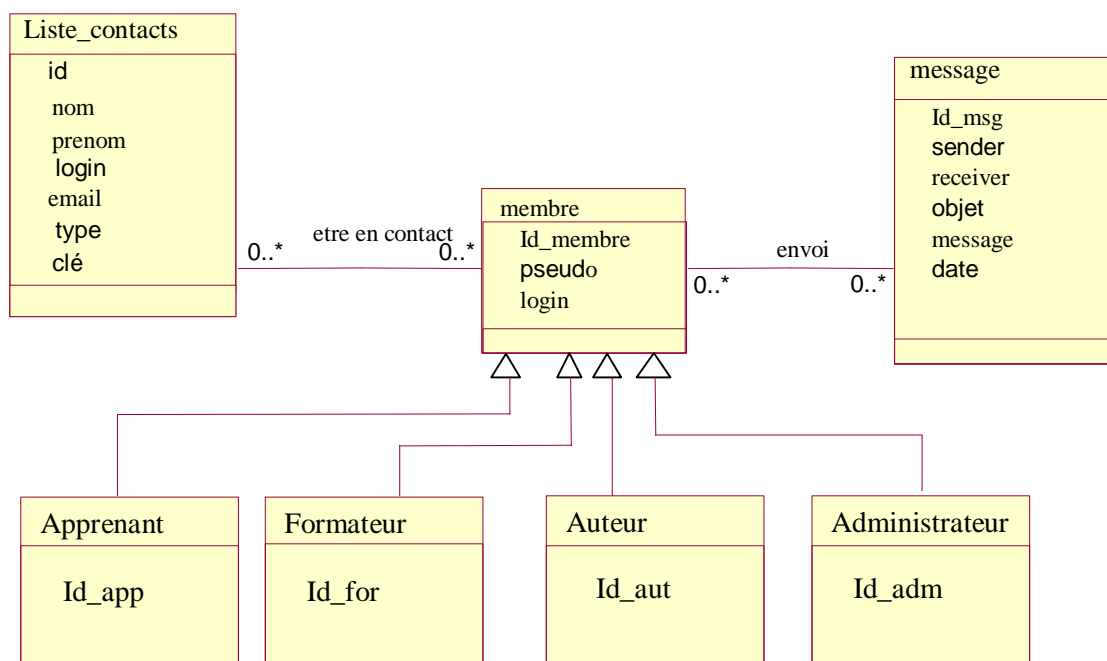 Liste_contacts
id
nom
prenom
login
email
type
clé
0..*
etre en contact
0..*
membre
Id_membre
pseudo
login
0..*
envoi
0..*
message
Id_msg
sender
receiver
objet
message
date
Apprenant
Id_app
Formateur
Id_for
Auteur
Id_aut
Administrateur
Id_adm